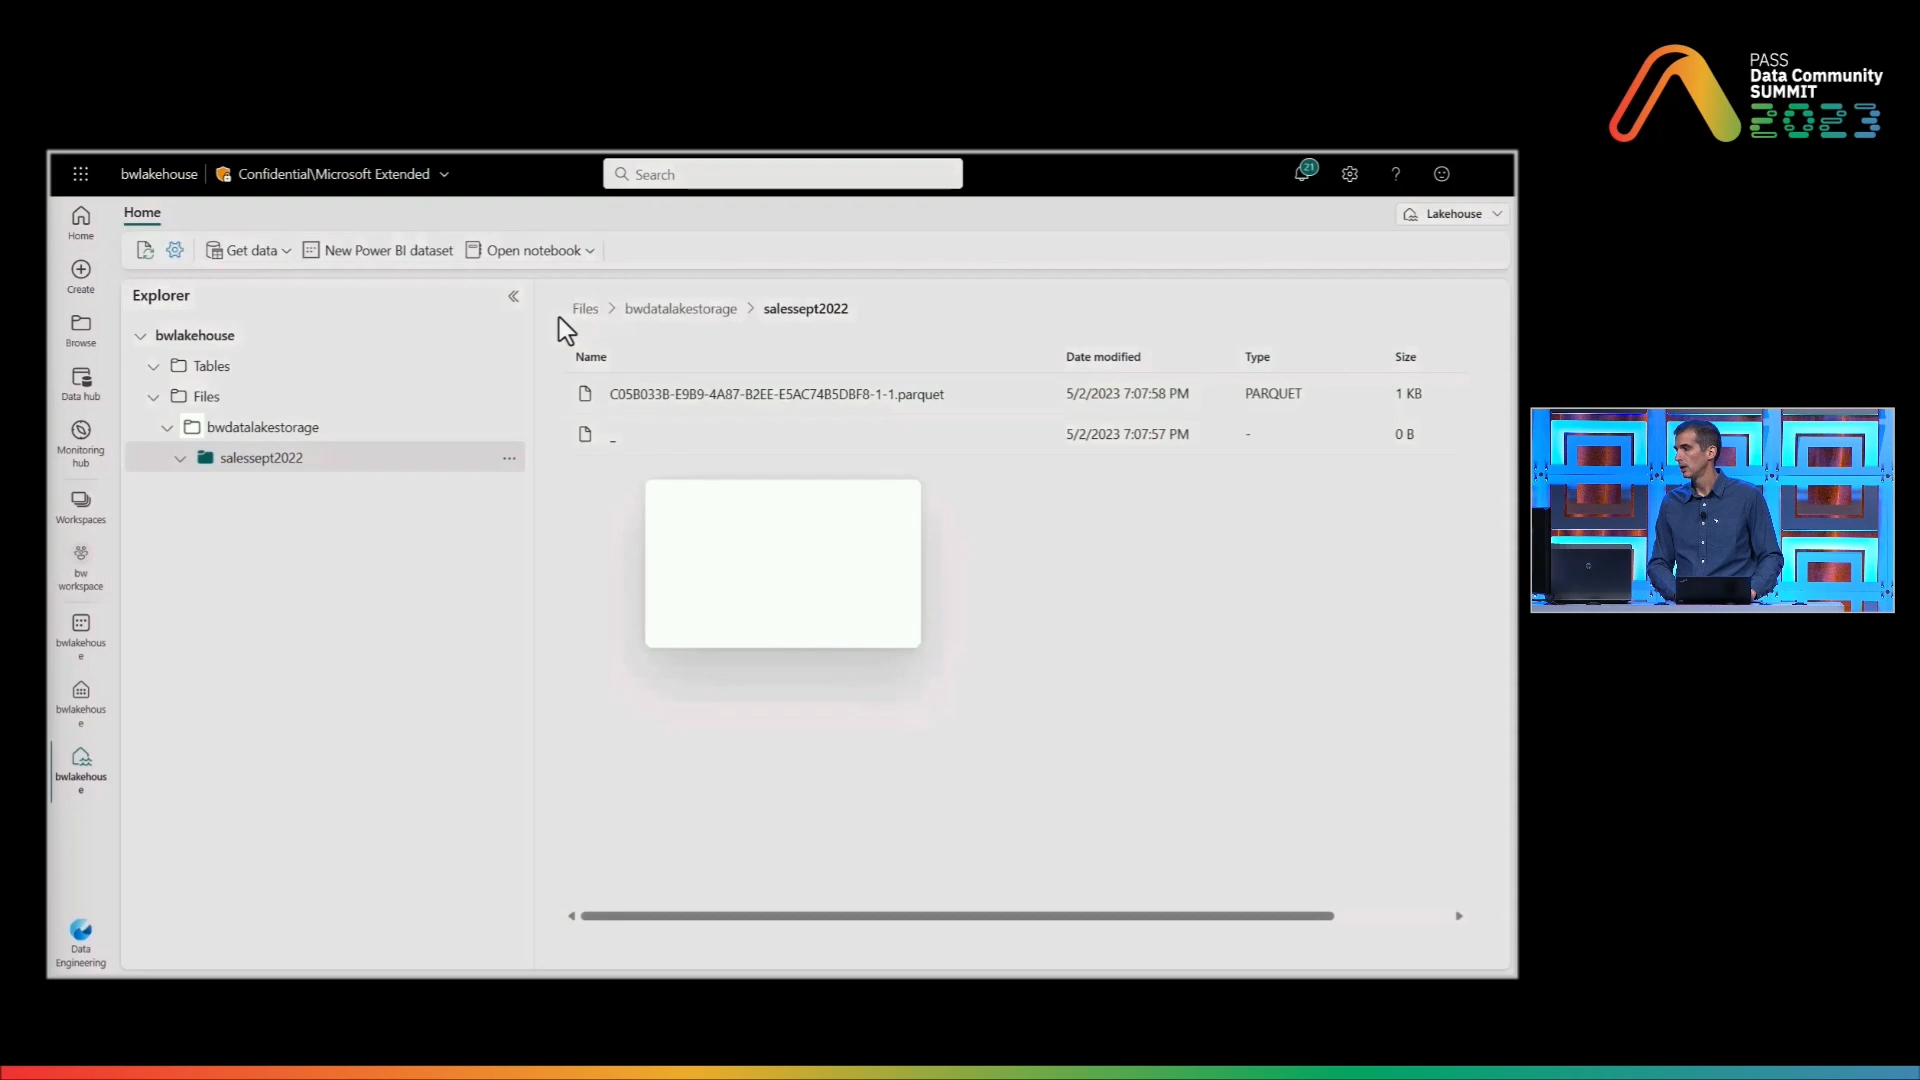 PASS
Data Community
SUMMIT
2023
bwlakehouse
Confidential\Microsoft Extended
Search
21
Home
Lakehouse
Get data
New Power BI dataset
Open notebook
Home
Create
Browse
Data hub
Monitoring
hub
Workspaces
bw
workspace
bwlakehous
e
bwlakehous
e
bwlakehous
e
Data
Engineering
Explorer
bwlakehouse
Tables
Files
bwdatalakestorage
salessept2022
Files > bwdatalakestorage > salessept2022
Name Date modified Type Size
C05B033B-E9B9-4A87-B2EE-E5AC74B5DBF8-1-1.parquet 5/2/2023 7:07:58 PM PARQUET 1 KB
_ 5/2/2023 7:07:57 PM - 0 B